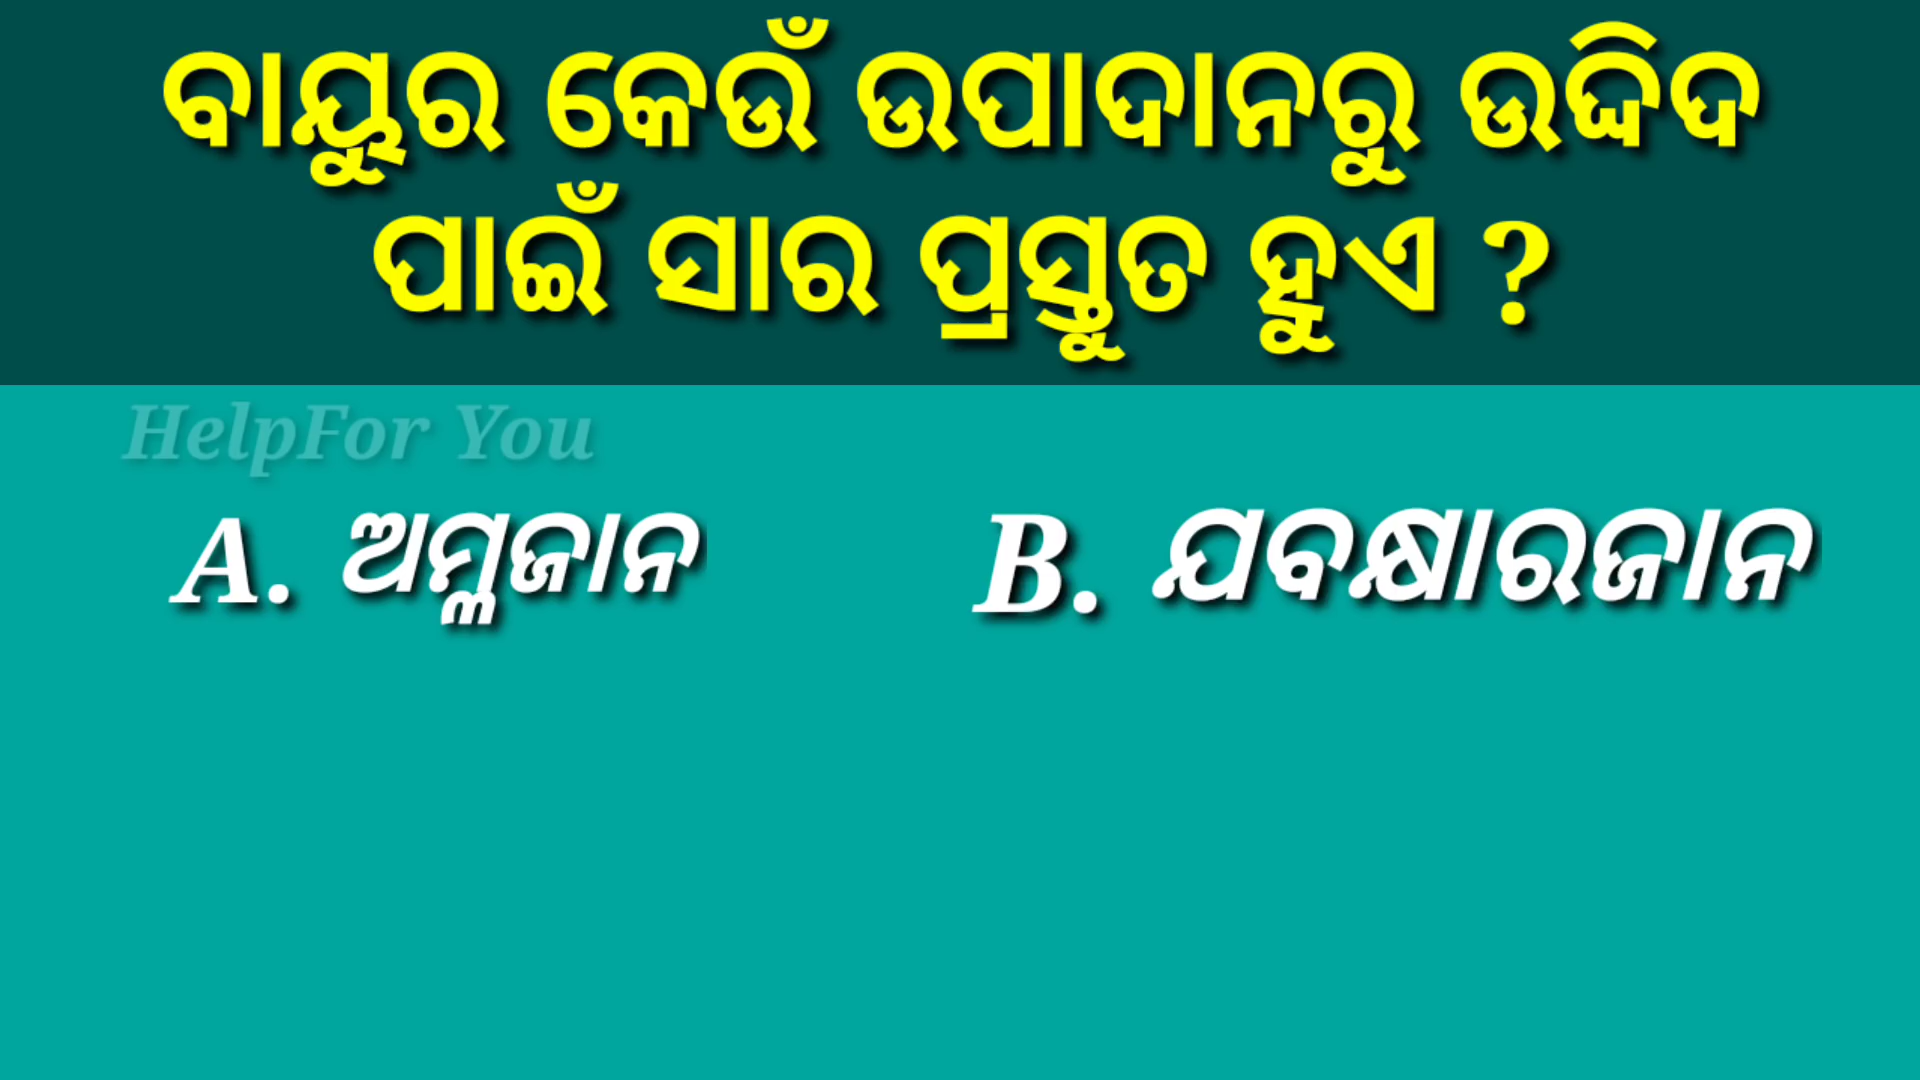 ବାୟୁର କେଉଁ ଉପାଦାନରୁ ଉଦ୍ଦିଦ
ପାଇଁ ସାର ପ୍ରସ୍ତୁତ ହୁଏ ?
HelpFor You
A. ଅମ୍ଳଜାନ
B. ଯବକ୍ଷାରଜାନ